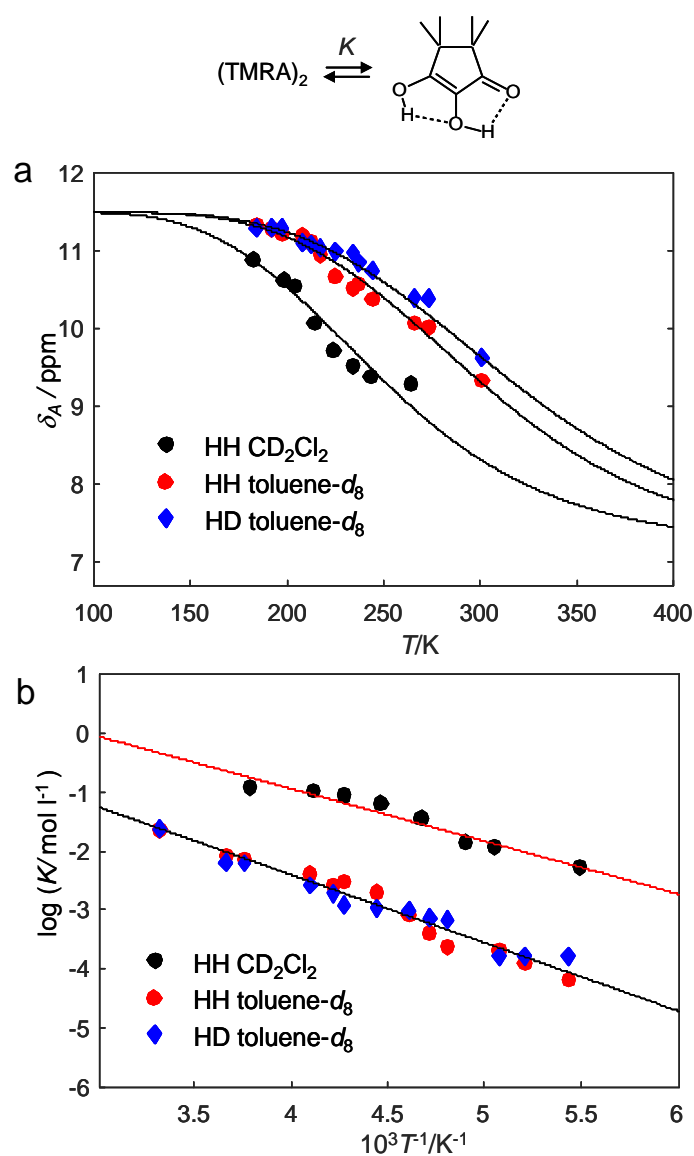 K
(TMRA)2
O
O
H
O
H
a
12
11
10
9
8
7
δA / ppm
HH CD2Cl2
HH toluene-d8
HD toluene-d8
100 150 200 250 300 350 400
T/K
b
1
0
-1
-2
-3
-4
-5
-6
log (K/mol l-1)
HH CD2Cl2
HH toluene-d8
HD toluene-d8
3.5 4 4.5 5 5.5 6
10³T⁻¹/K⁻¹